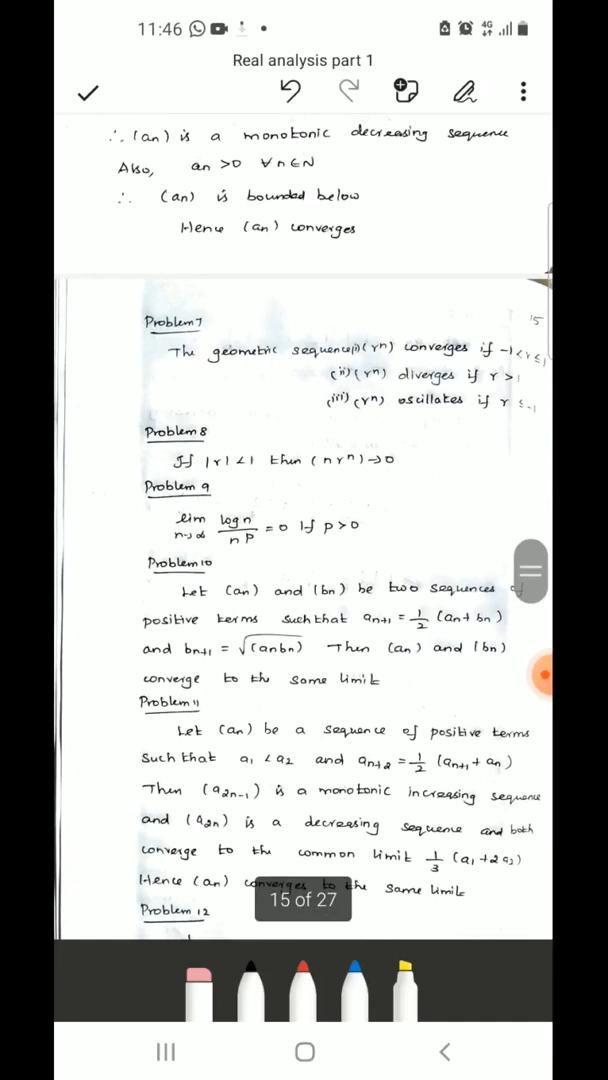 11:46
4G
Real analysis part 1
∴ (an) is a monotonic decreasing sequence
Also, an >0 ∀n∈N
∴ (an) is bounded below
Hence (an) converges
15
Problem 7
The geometric sequence(i)(rⁿ) converges if -1<r≤1
(ii)(rⁿ) diverges if r>1
(iii)(rⁿ) oscillates if r≤-1
Problem 8
If |r|<1 then (nrⁿ)→0
Problem 9
lim n→∞ log n / nᵖ = 0 If p>0
Problem 10
Let (an) and (bn) be two sequences of
positive terms such that an+1 = 1/2 (an+bn)
and bn+1 = √(anbn) Then (an) and (bn)
converge to the same limit
Problem 11
Let (an) be a sequence of positive terms
such that a1<a2 and an+2 = 1/2 (an+1+an)
Then (a2n-1) is a monotonic increasing sequence
and (a2n) is a decreasing sequence and both
converge to the common limit 1/3 (a1+2a2)
Hence (an) converges to the same limit
15 of 27
Problem 12